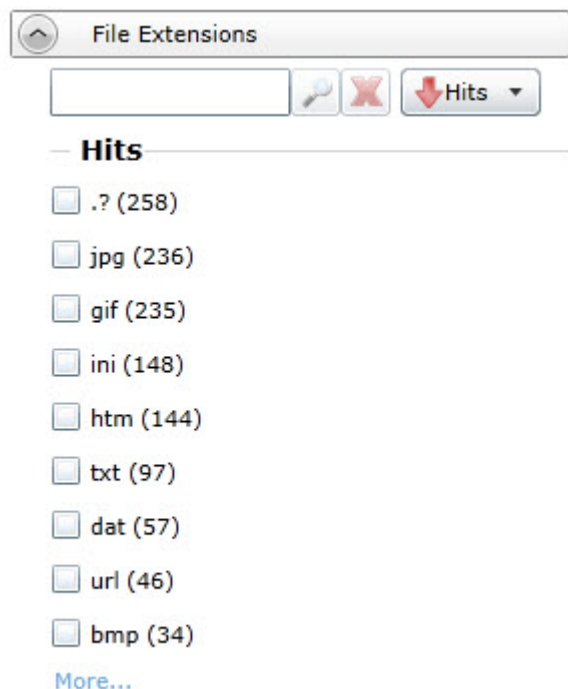 File Extensions
Hits
Hits
.? (258)
jpg (236)
gif (235)
ini (148)
htm (144)
txt (97)
dat (57)
url (46)
bmp (34)
More...